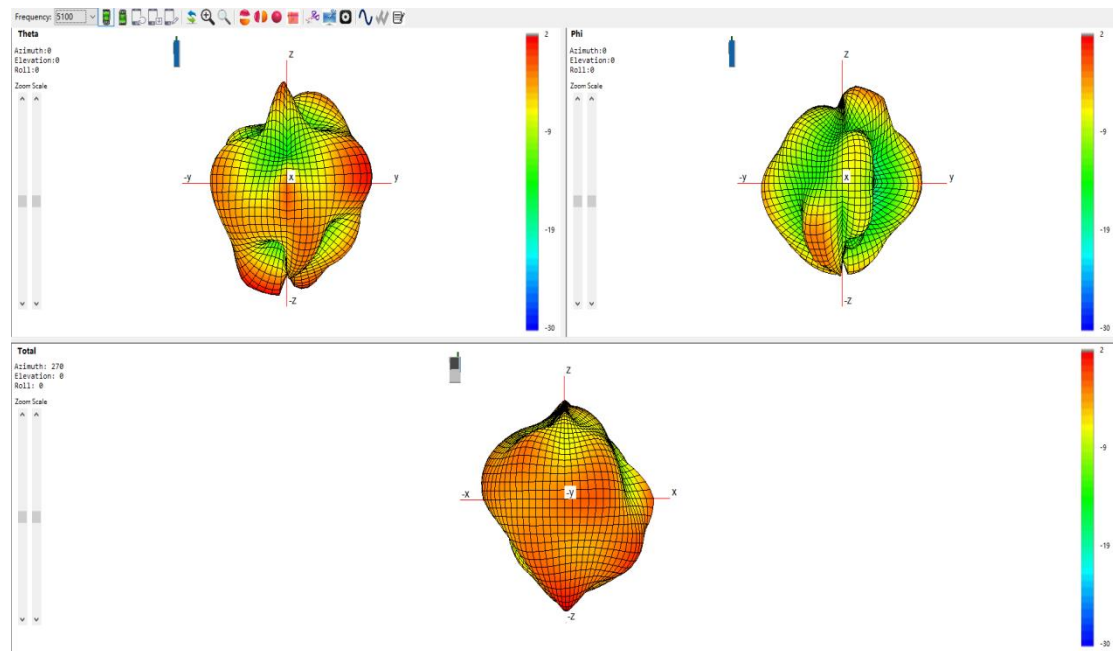 Frequency: 5100
Theta
Azimuth:0
Elevation:0
Roll:0
Zoom Scale
Z
-y
X
y
-Z
2
-9
-19
-30
Phi
Azimuth:0
Elevation:0
Roll:0
Zoom Scale
Z
-y
X
y
-Z
2
-9
-19
-30
Total
Azimuth: 270
Elevation: 0
Roll: 0
Zoom Scale
Z
-X
-y
X
-Z
2
-9
-19
-30